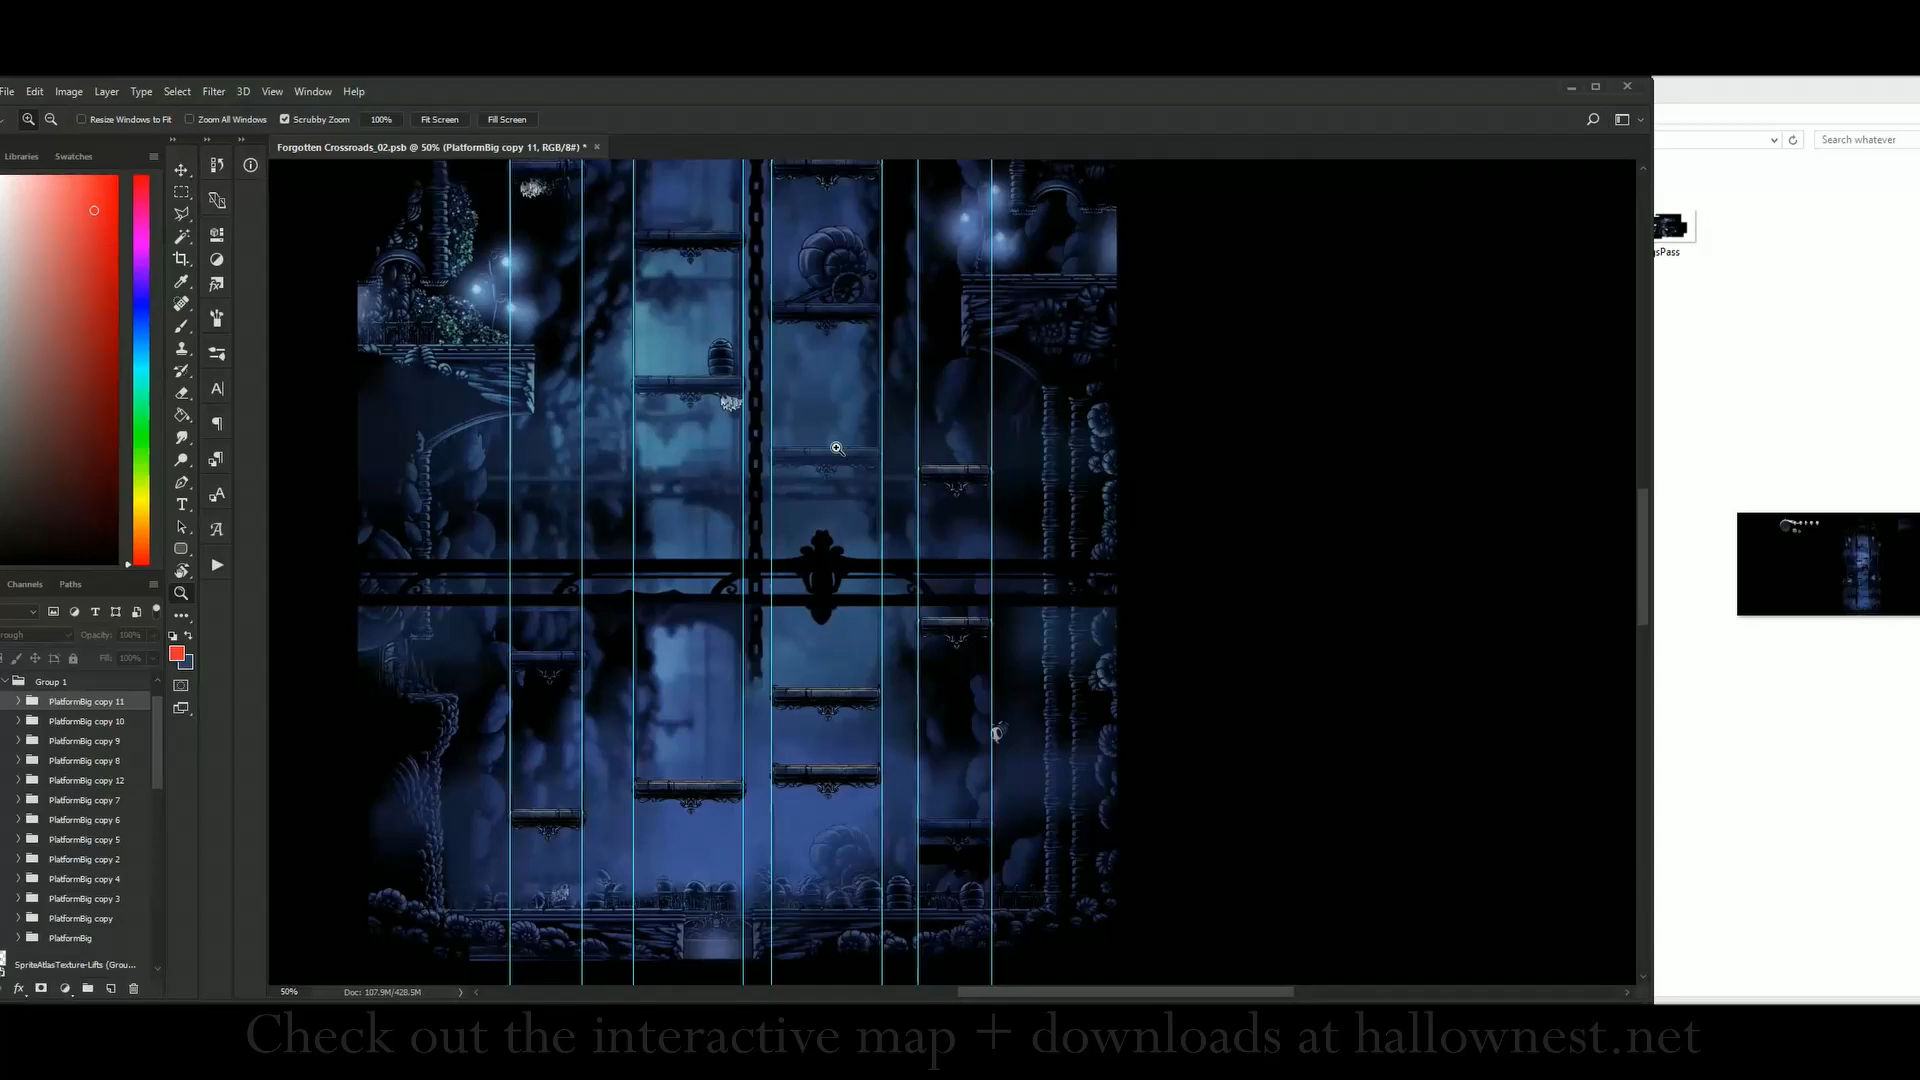 File Edit Image Layer Type Select Filter 3D View Window Help
Resize Windows to Fit Zoom All Windows Scrubby Zoom 100% Fit Screen Fill Screen
Search whatever
Forgotten Crossroads_02.psb @ 50% (PlatformBig copy 11, RGB/8#) * ×
Libraries Swatches
gsPass
Channels Paths
Opacity: 100%
Fill: 100%
Group 1
PlatformBig copy 11
PlatformBig copy 10
PlatformBig copy 9
PlatformBig copy 8
PlatformBig copy 12
PlatformBig copy 7
PlatformBig copy 6
PlatformBig copy 5
PlatformBig copy 2
PlatformBig copy 4
PlatformBig copy 3
PlatformBig copy
PlatformBig
SpriteAtlasTexture-Lifts (Grou...
50% Doc: 107.9M/428.5M
Check out the interactive map + downloads at hallownest.net